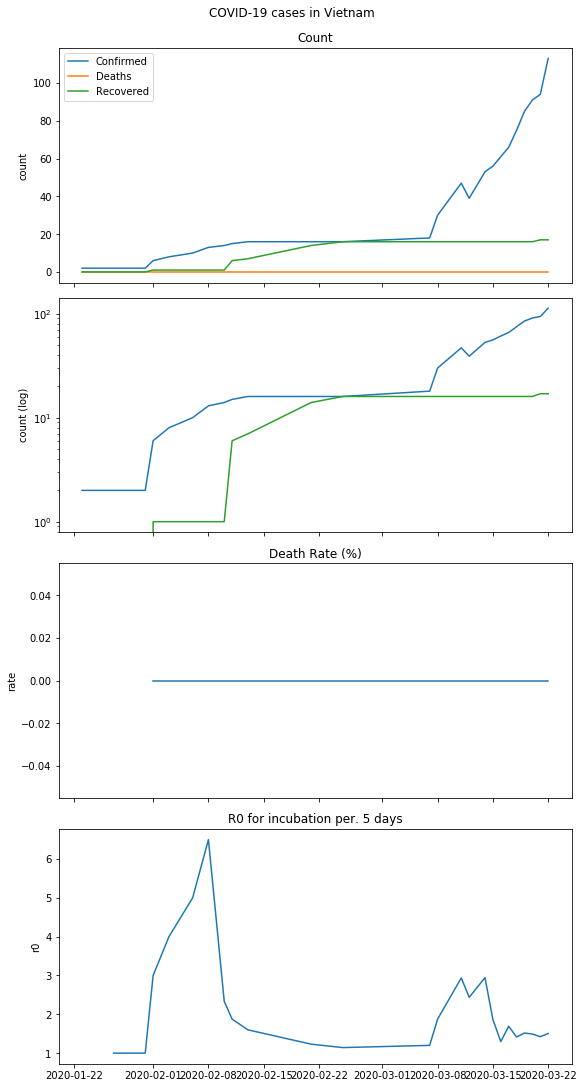 COVID-19 cases in Vietnam
Count
Confirmed
Deaths
Recovered
100
80
60
40
20
0
count
10²
10¹
10⁰
count (log)
Death Rate (%)
0.04
0.02
0.00
−0.02
−0.04
rate
R0 for incubation per. 5 days
6
5
4
3
2
1
r0
2020-01-22 2020-02-01 2020-02-08 2020-02-15 2020-02-22 2020-03-01 2020-03-08 2020-03-15 2020-03-22